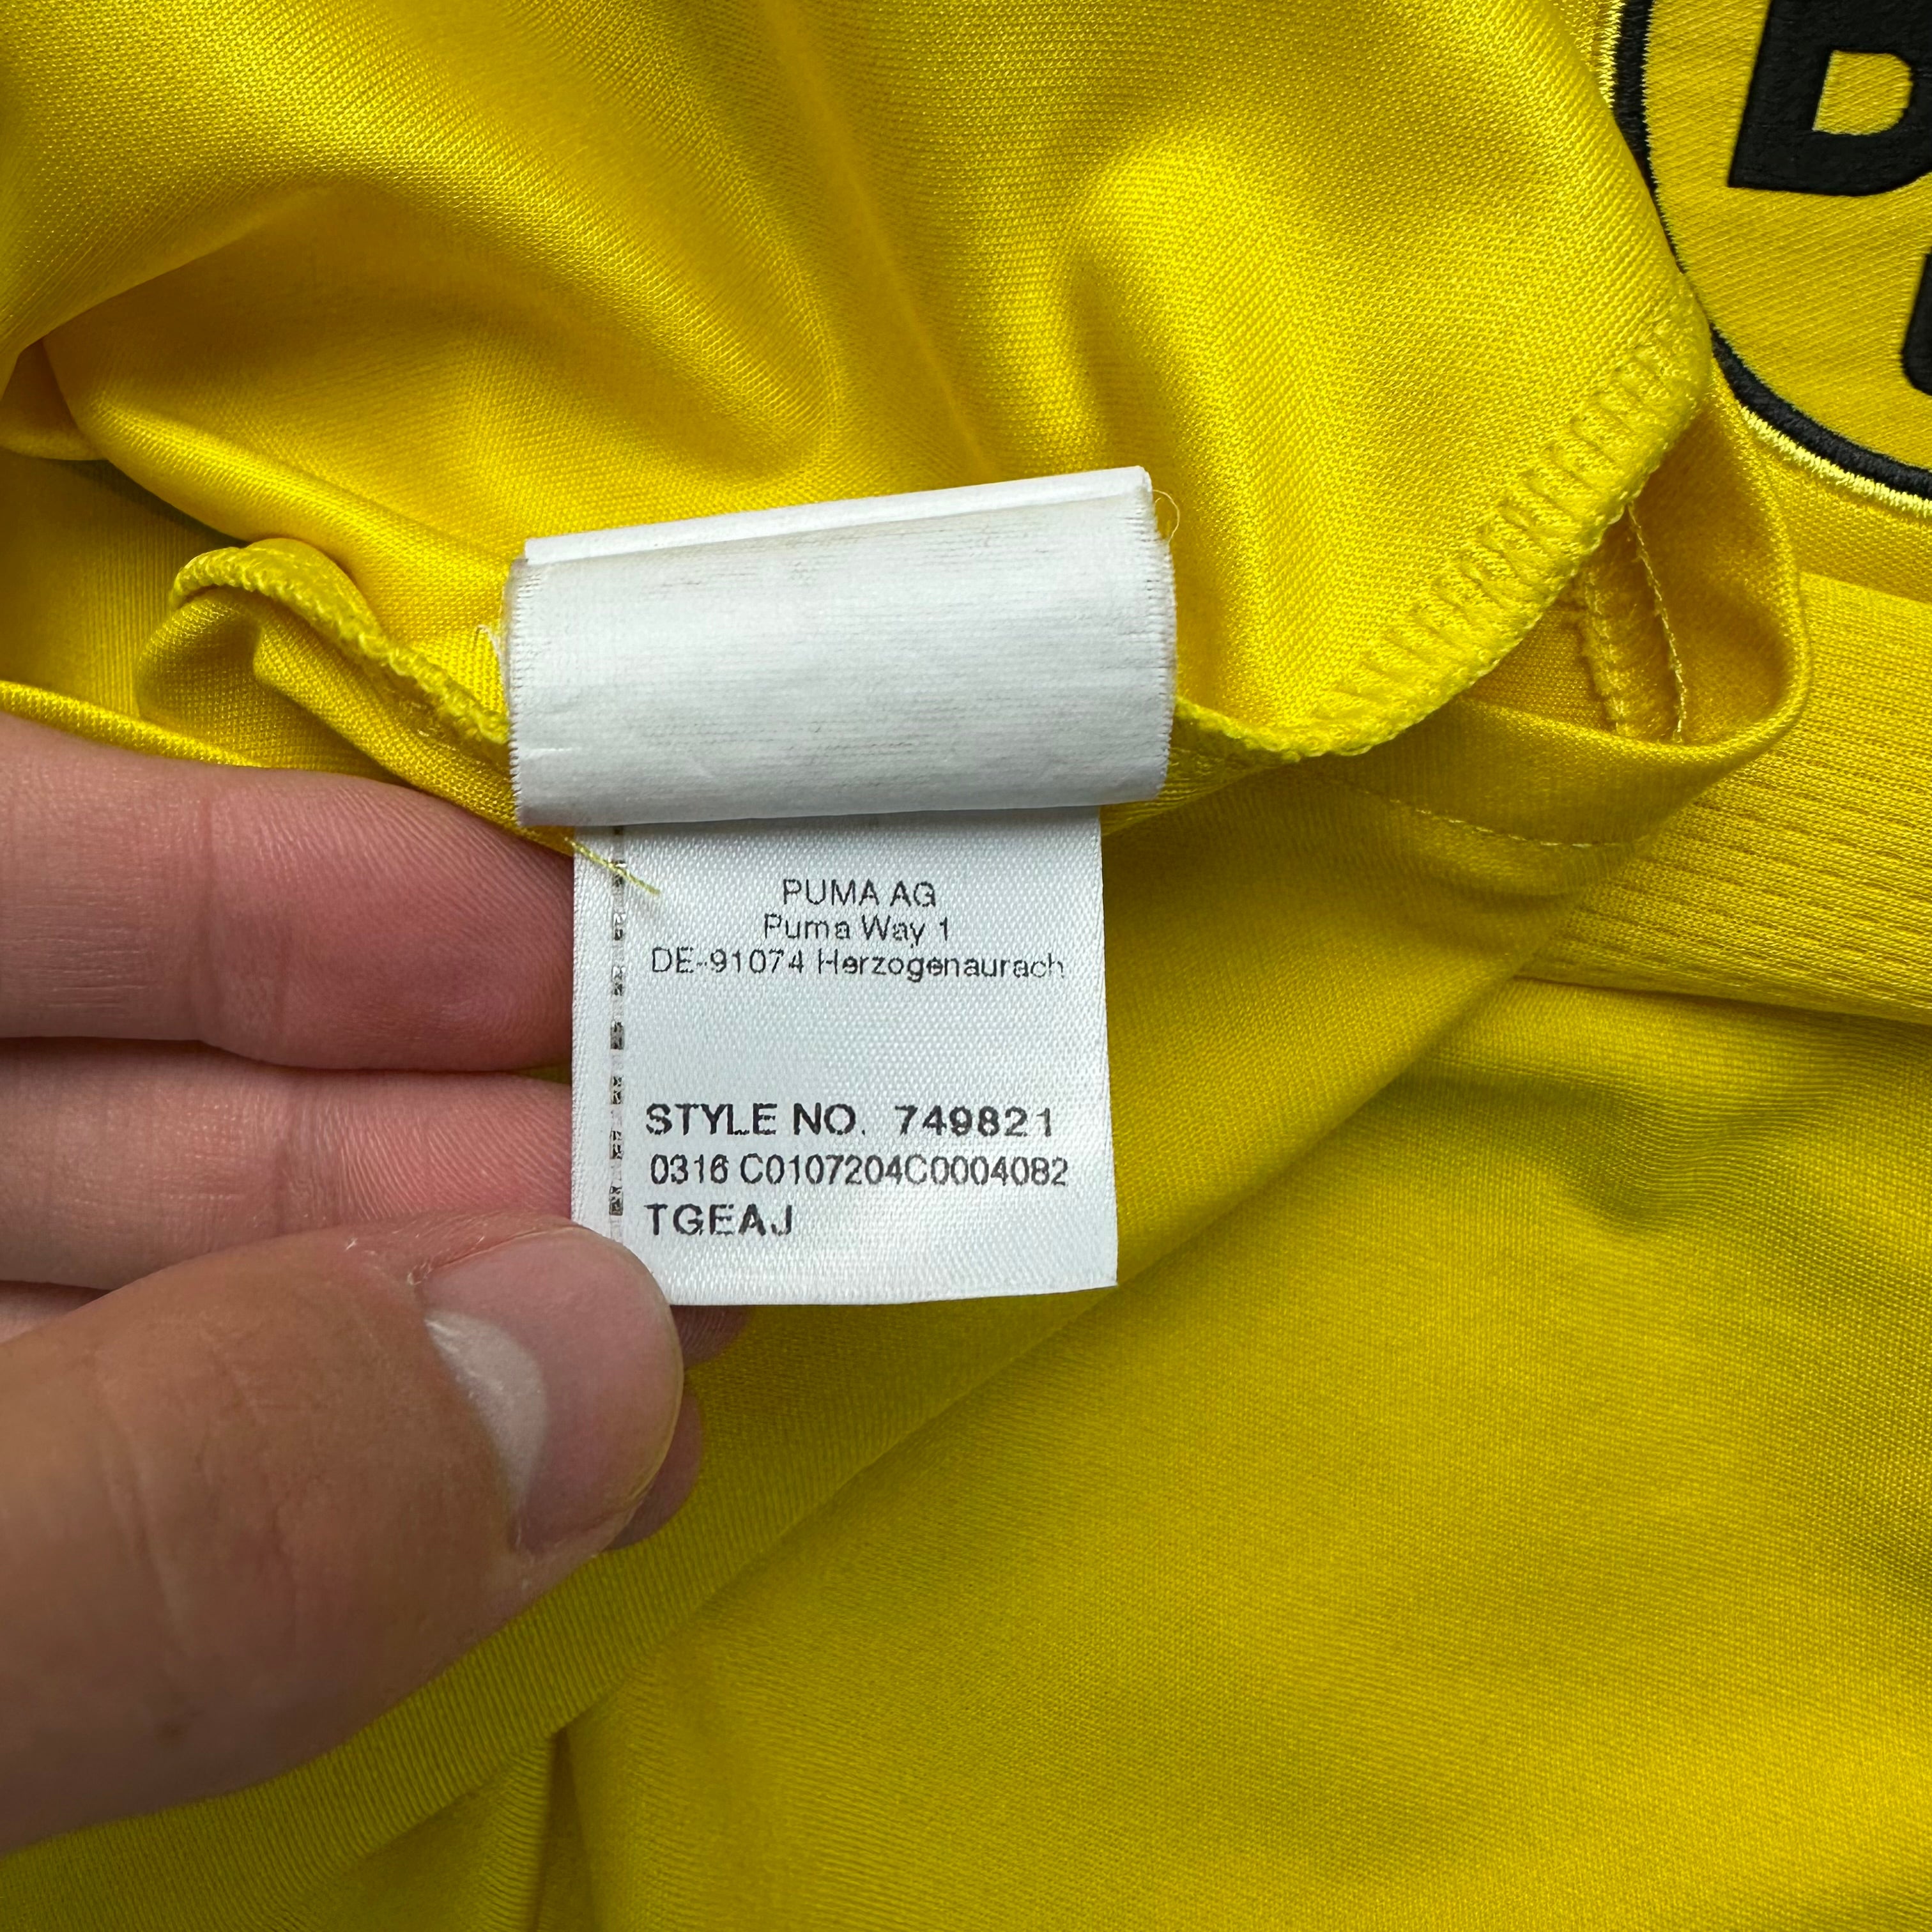 B
PUMA AG
Puma Way 1
DE-91074 Herzogenaurach
STYLE NO. 749821
0316 C0107204C0004082
TGEAJ